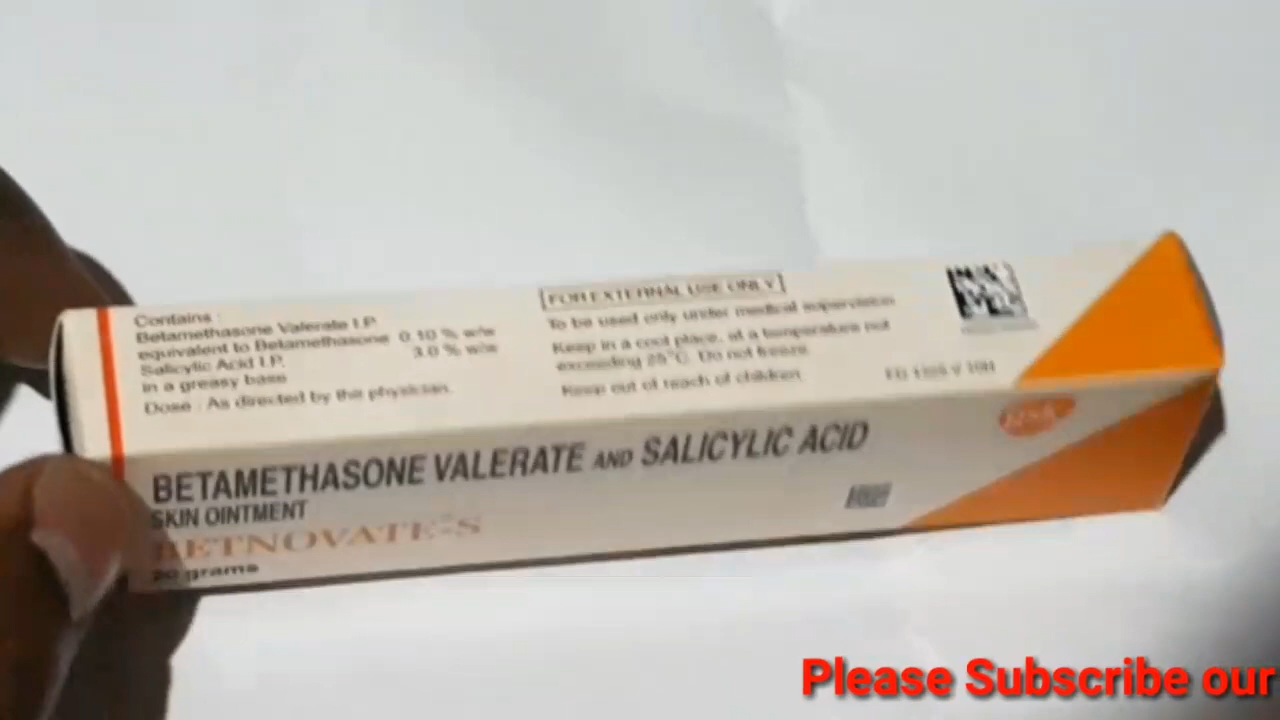 Contains :
Betamethasone Valerate I.P.
equivalent to Betamethasone 0.10 % w/w
Salicylic Acid I.P. 3.0 % w/w
in a greasy base
Dose : As directed by the physician.
FOR EXTERNAL USE ONLY
To be used only under medical supervision
Keep in a cool place, at a temperature not
exceeding 25°C. Do not freeze.
Keep out of reach of children.
BETAMETHASONE VALERATE AND SALICYLIC ACID
SKIN OINTMENT
BETNOVATE-S
20 grams
gsk
Please Subscribe our